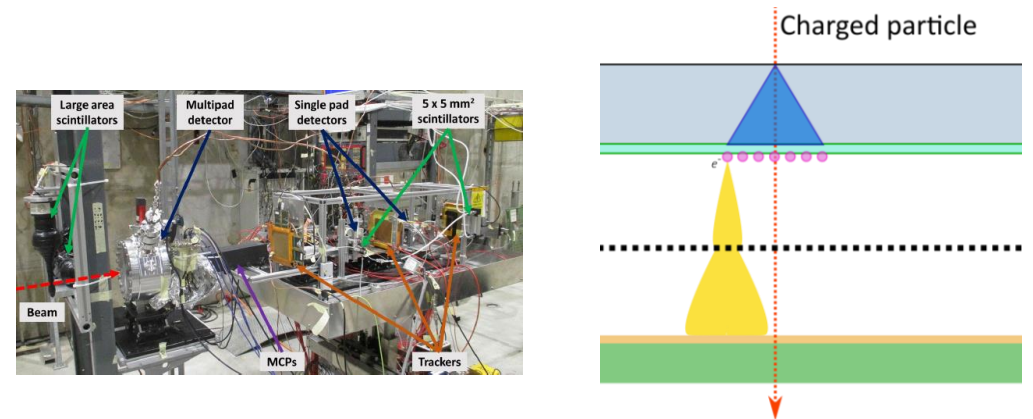 Large area
scintillators
Multipad
detector
Single pad
detectors
5 x 5 mm²
scintillators
Beam
MCPs
Trackers
Charged particle
e⁻